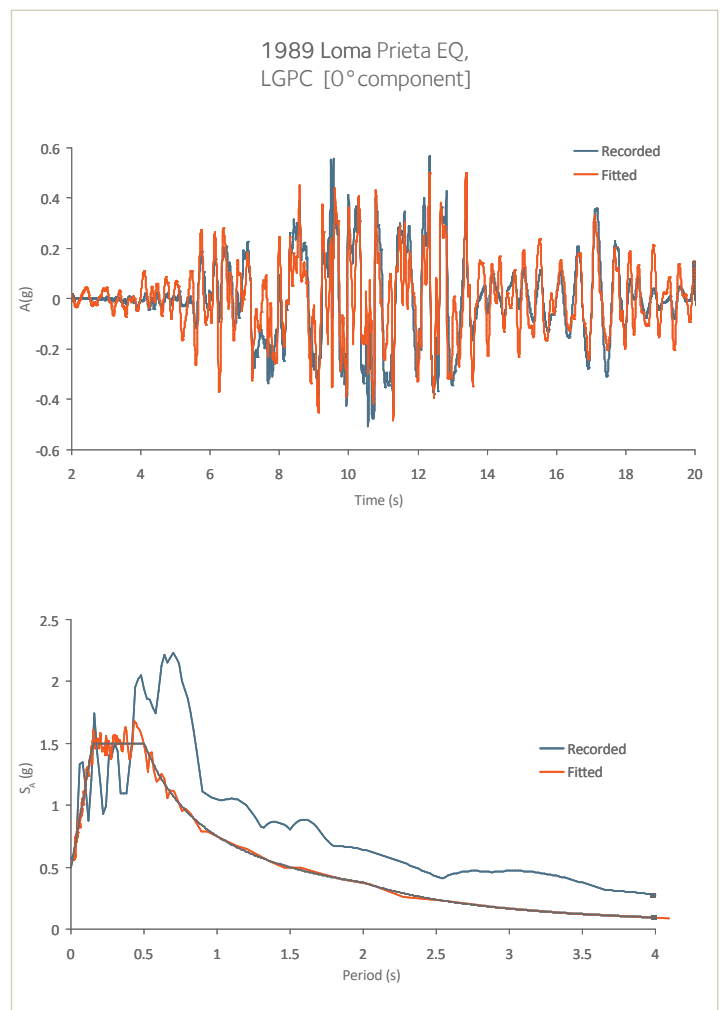 1989 Loma Prieta EQ,
LGPC [0°component]
0.6
0.4
0.2
0
-0.2
-0.4
-0.6
A(g)
Recorded
Fitted
2 4 6 8 10 12 14 16 18 20
Time (s)
2.5
2
1.5
1
0.5
0
S_A (g)
Recorded
Fitted
0 0.5 1 1.5 2 2.5 3 3.5 4
Period (s)